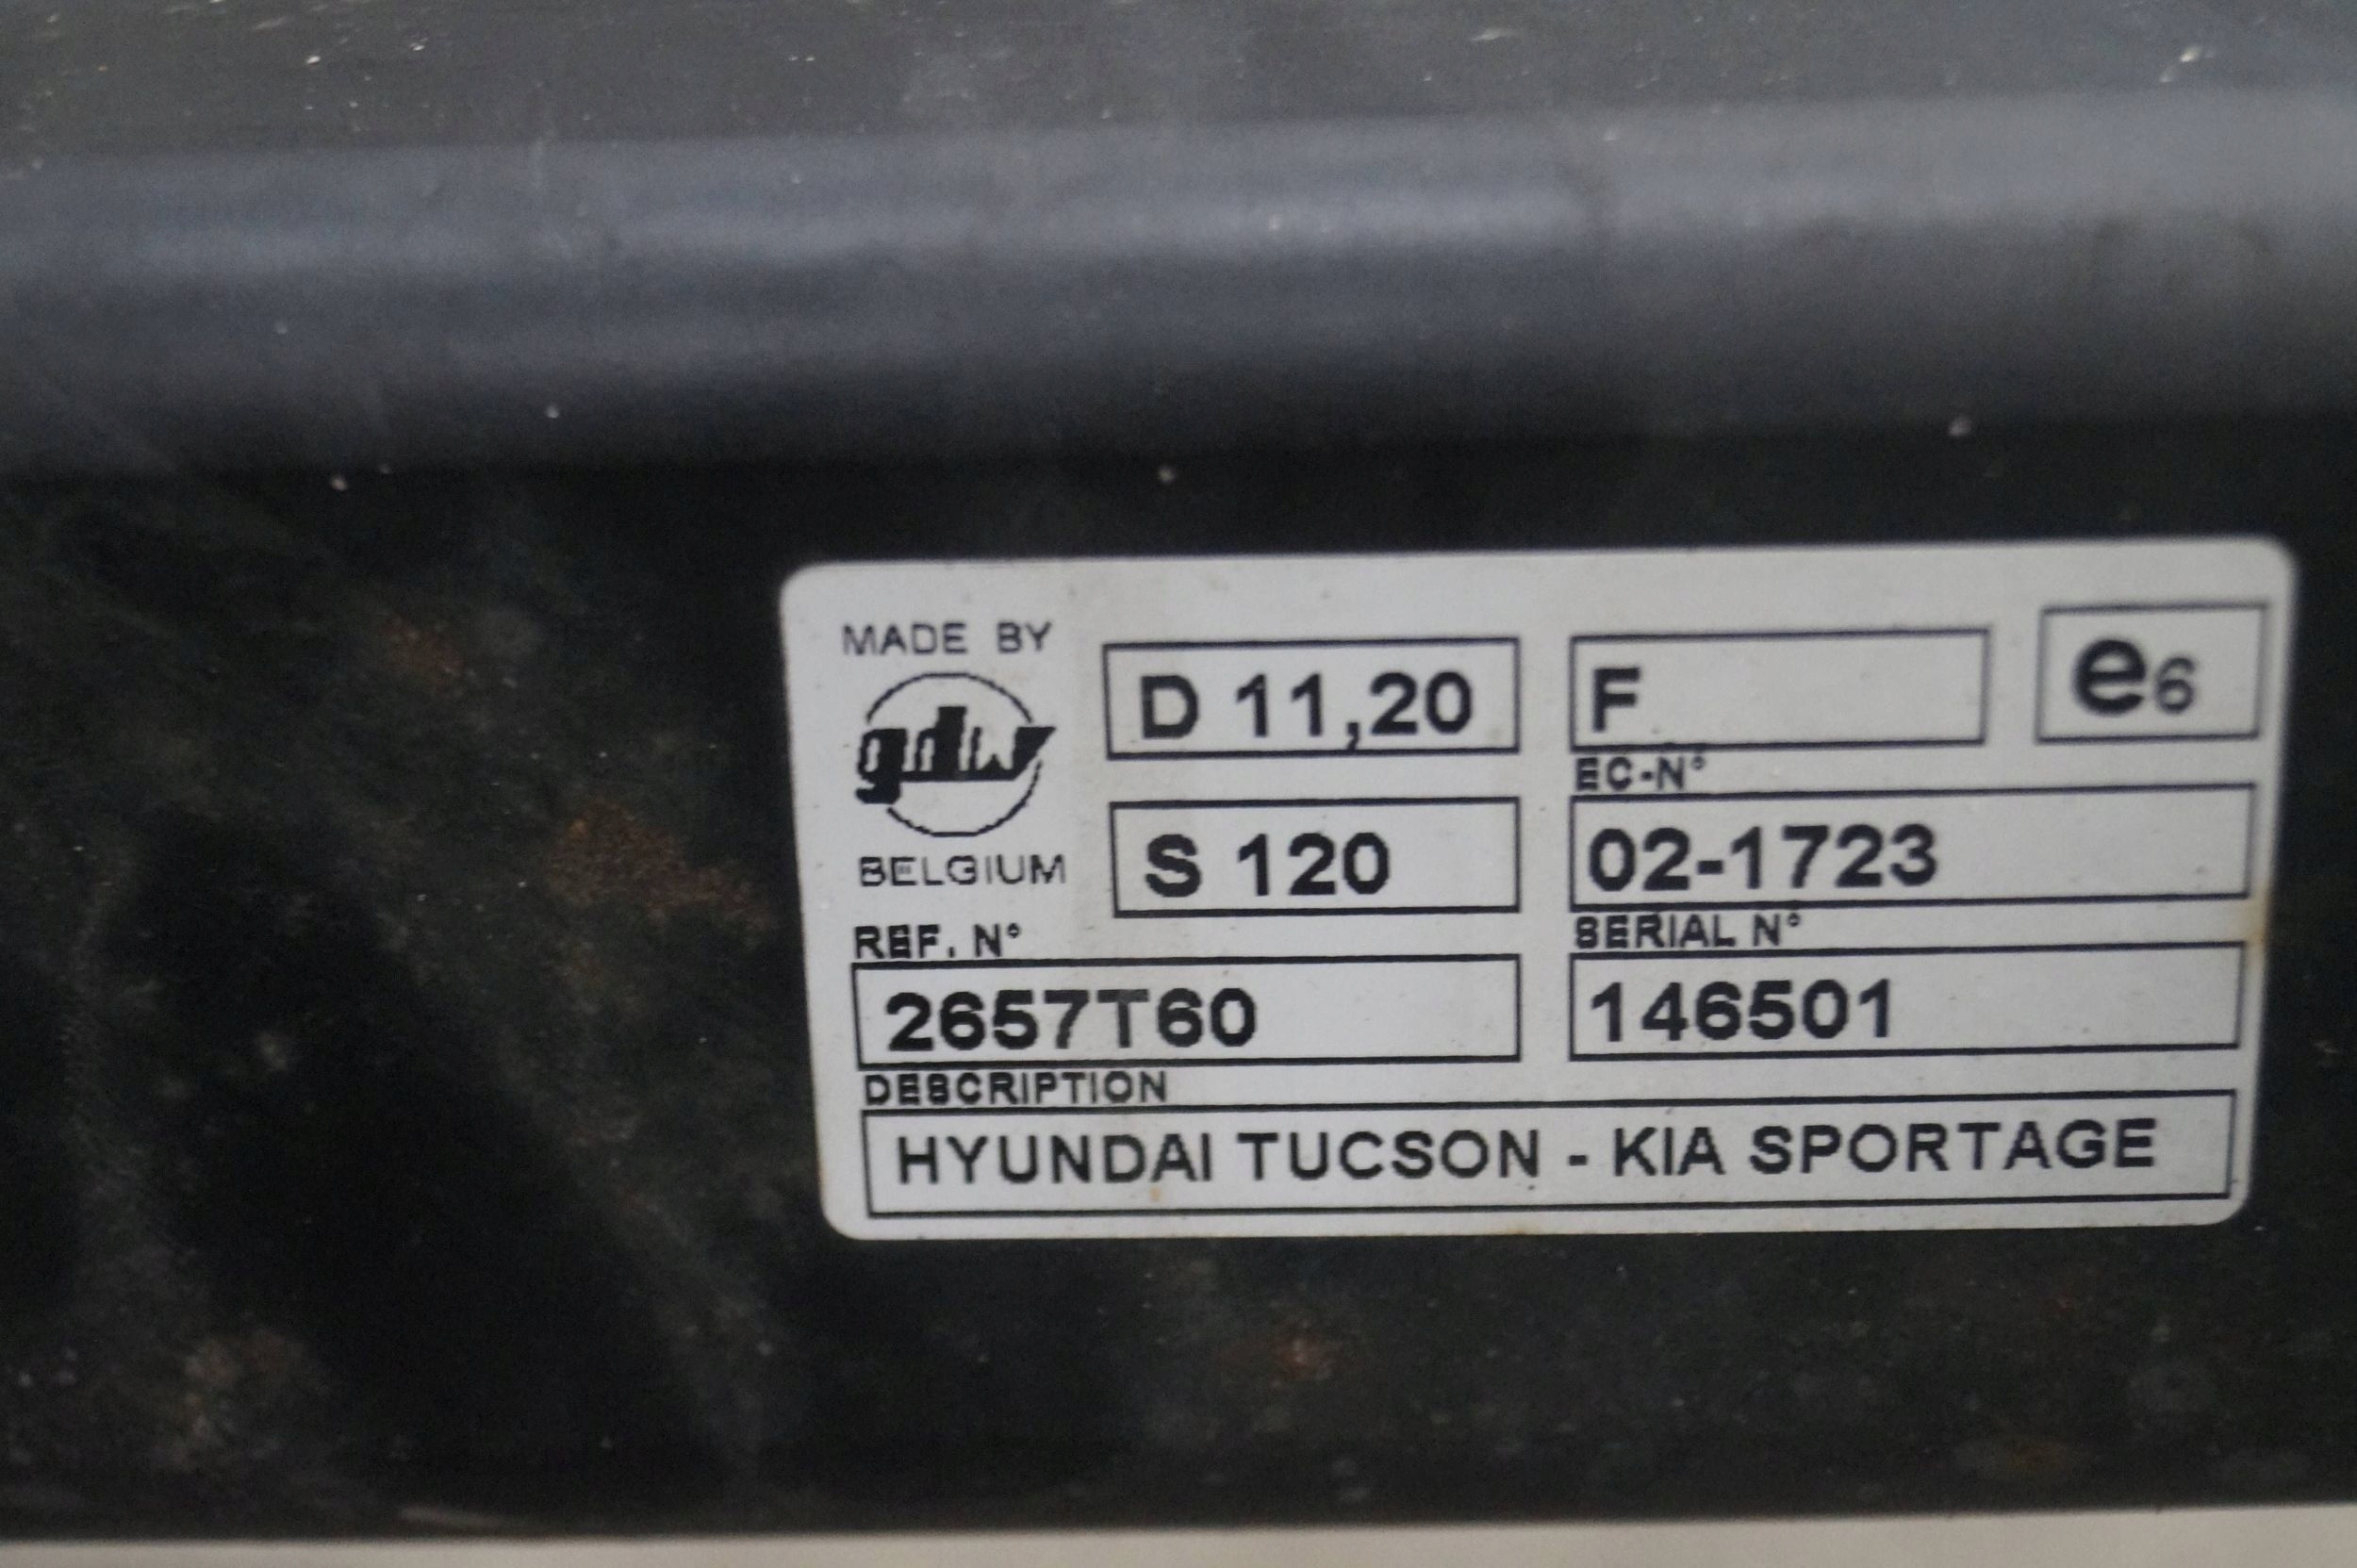 MADE BY
gdw
BELGIUM
D 11,20
F
e6
S 120
EC-N°
02-1723
REF. N°
2657T60
SERIAL N°
146501
DESCRIPTION
HYUNDAI TUCSON - KIA SPORTAGE